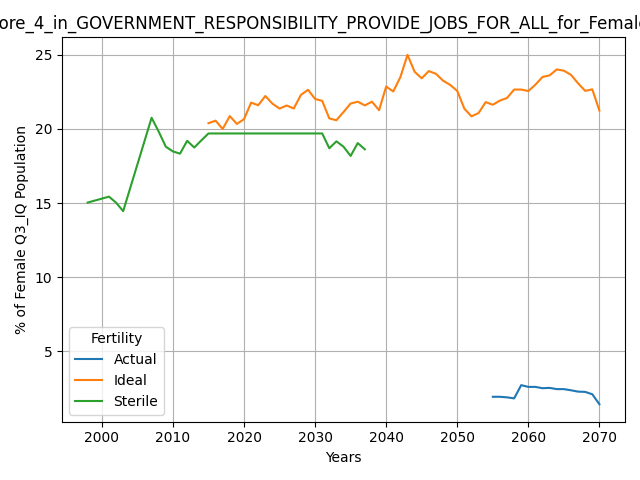 ore_4_in_GOVERNMENT_RESPONSIBILITY_PROVIDE_JOBS_FOR_ALL_for_Female
% of Female Q3_IQ Population
25
20
15
10
5
Fertility
Actual
Ideal
Sterile
2000 2010 2020 2030 2040 2050 2060 2070
Years